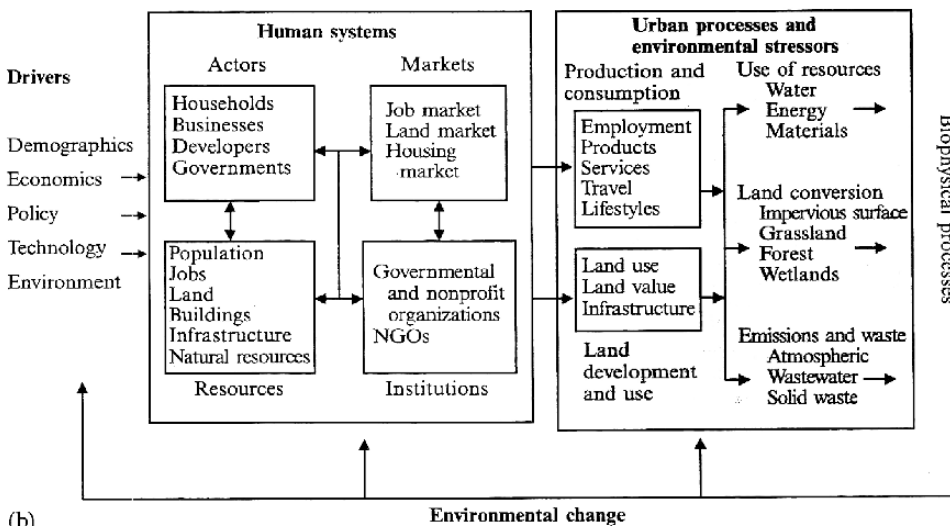 Drivers
Demographics
Economics
Policy
Technology
Environment
Human systems
Actors
Households
Businesses
Developers
Governments
Markets
Job market
Land market
Housing
market
Population
Jobs
Land
Buildings
Infrastructure
Natural resources
Resources
Governmental
and nonprofit
organizations
NGOs
Institutions
Urban processes and
environmental stressors
Production and
consumption
Employment
Products
Services
Travel
Lifestyles
Land use
Land value
Infrastructure
Land
development
and use
Use of resources
Water
Energy
Materials
Land conversion
Impervious surface
Grassland
Forest
Wetlands
Emissions and waste
Atmospheric
Wastewater
Solid waste
Biophysical processes
Environmental change
(b)